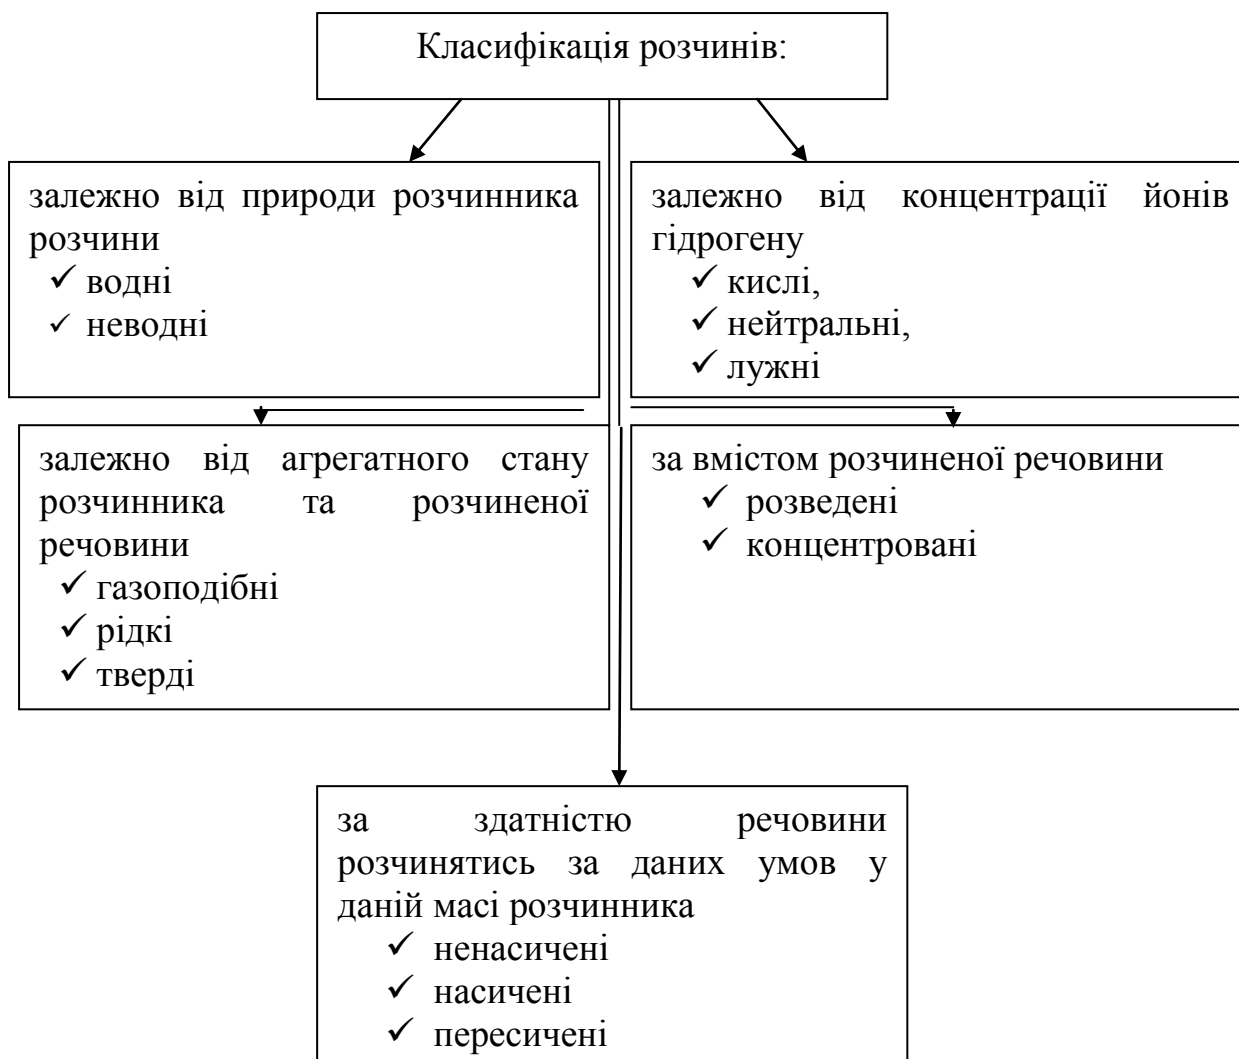 Класифікація розчинів:
залежно від природи розчинника
розчини
✓ водні
✓ неводні
залежно від концентрації йонів
гідрогену
✓ кислі,
✓ нейтральні,
✓ лужні
залежно від агрегатного стану
розчинника та розчиненої
речовини
✓ газоподібні
✓ рідкі
✓ тверді
за вмістом розчиненої речовини
✓ розведені
✓ концентровані
за здатністю речовини
розчинятись за даних умов у
даній масі розчинника
✓ ненасичені
✓ насичені
✓ пересичені